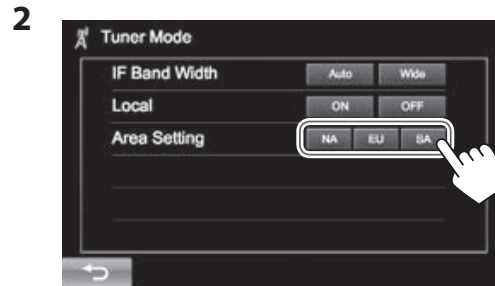 2
Tuner Mode
IF Band Width Auto Wide
Local ON OFF
Area Setting NA EU SA